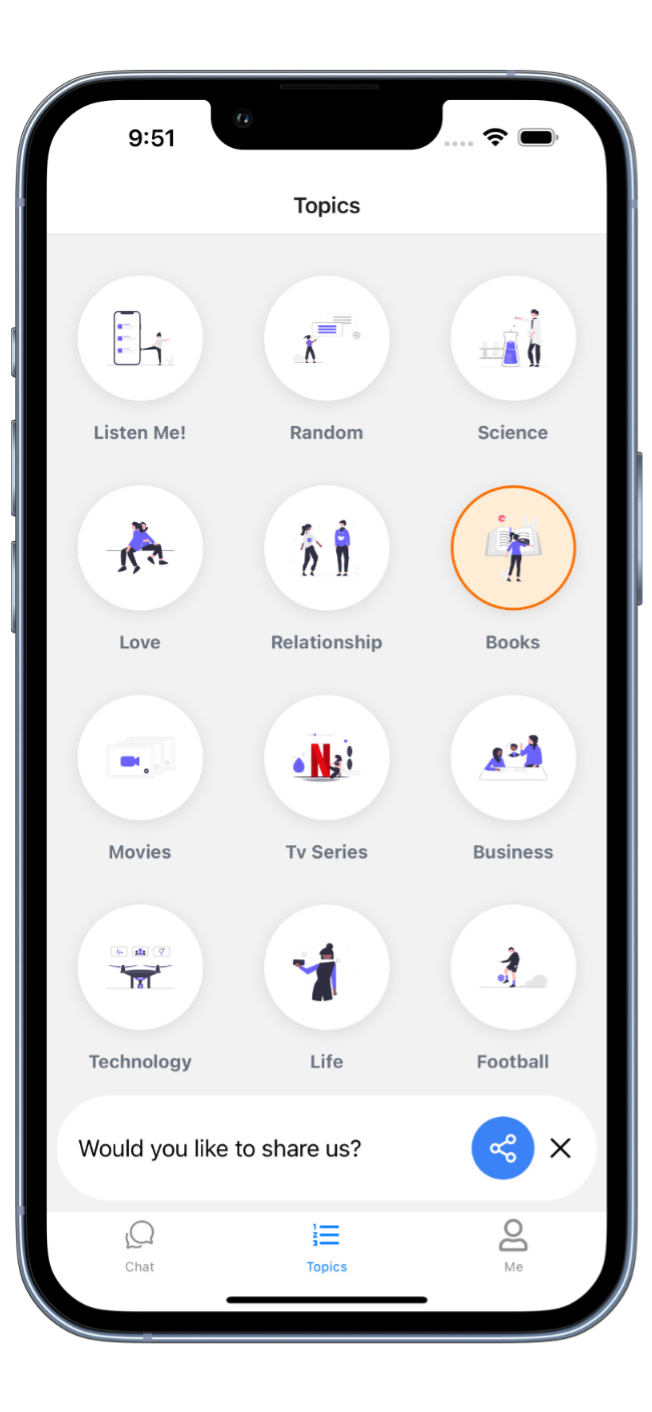 9:51
Topics
Listen Me! Random Science
Love Relationship Books
N
Movies Tv Series Business
Technology Life Football
Would you like to share us?
Chat Topics Me